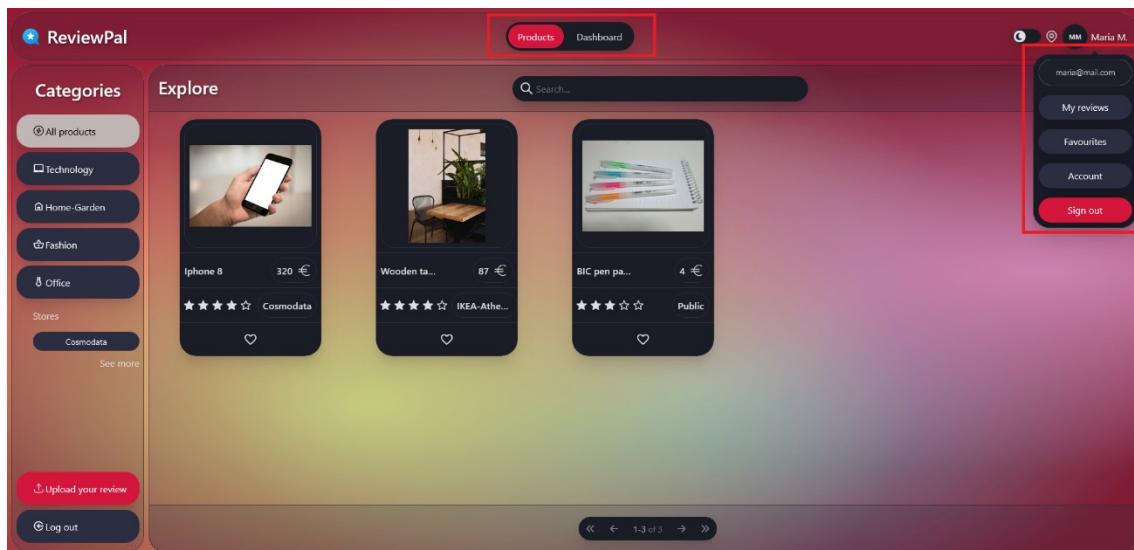 ReviewPal
Products Dashboard
MM Maria M.
maria@mail.com
My reviews
Favourites
Account
Sign out
Categories
All products
Technology
Home-Garden
Fashion
Office
Stores
Cosmodata
See more
Upload your review
Log out
Explore
Search...
Iphone 8 320 €
Cosmodata
Wooden ta... 87 €
IKEA-Athe...
BIC pen pa... 4 €
Public
1-3 of 3